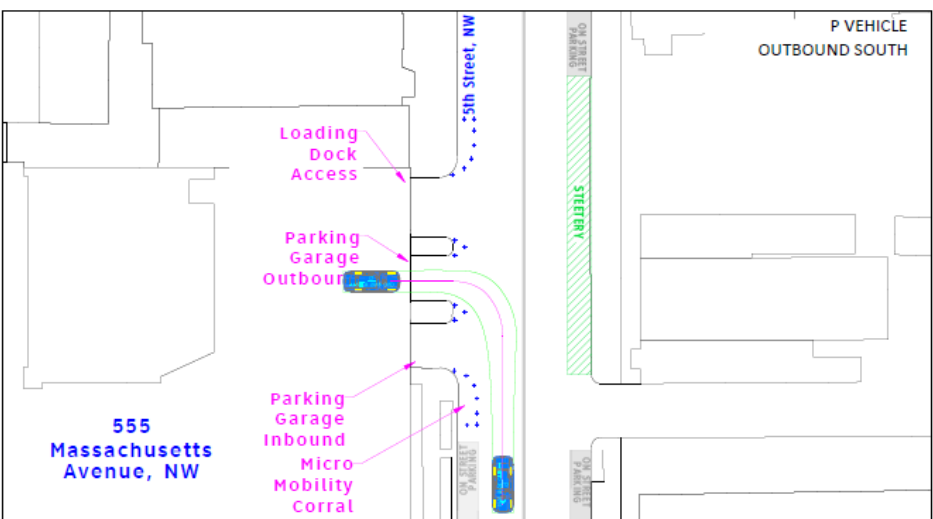 P VEHICLE
OUTBOUND SOUTH
ON STREET
PARKING
5th Street, NW
Loading
Dock
Access
STEETERY
Parking
Garage
Outboun
Parking
Garage
Inbound
Micro
Mobility
Corral
555
Massachusetts
Avenue, NW
ON STREET
PARKING
ON STREET
PARKING